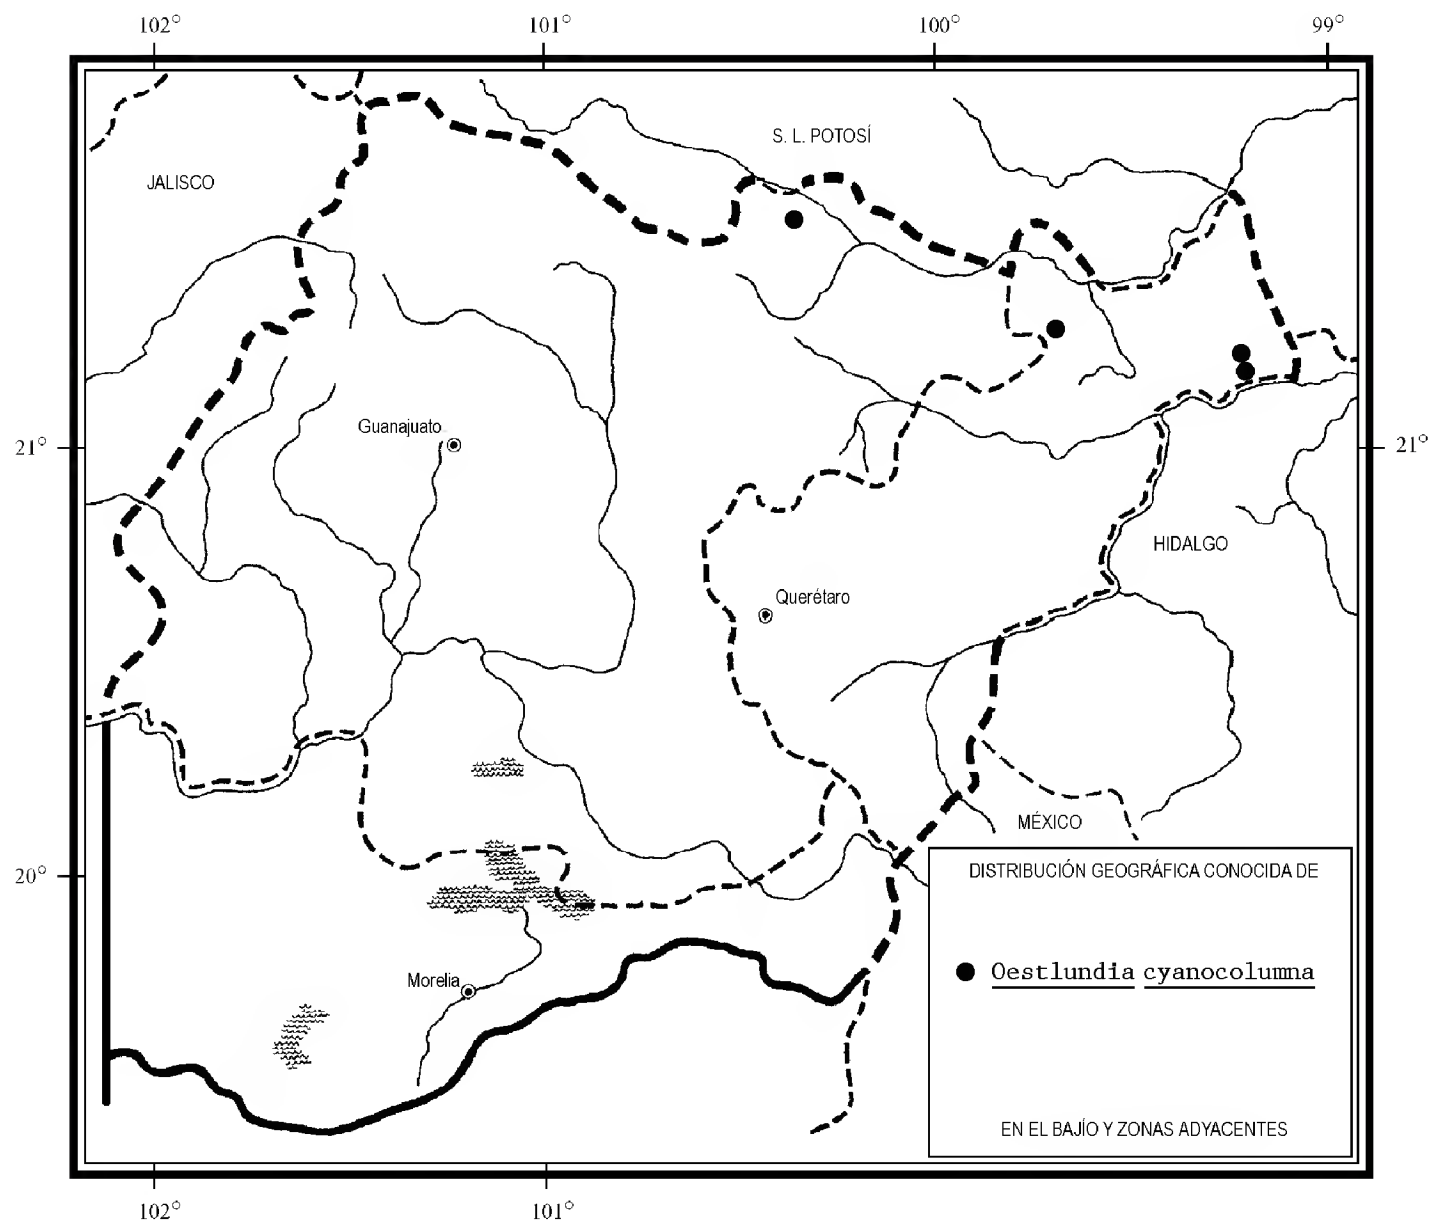 102° 101° 100° 99°
S. L. POTOSÍ
JALISCO
Guanajuato
21° 21°
HIDALGO
Querétaro
MÉXICO
20°
DISTRIBUCIÓN GEOGRÁFICA CONOCIDA DE
Oestlundia cyanocolumna
Morelia
EN EL BAJÍO Y ZONAS ADYACENTES
102° 101°